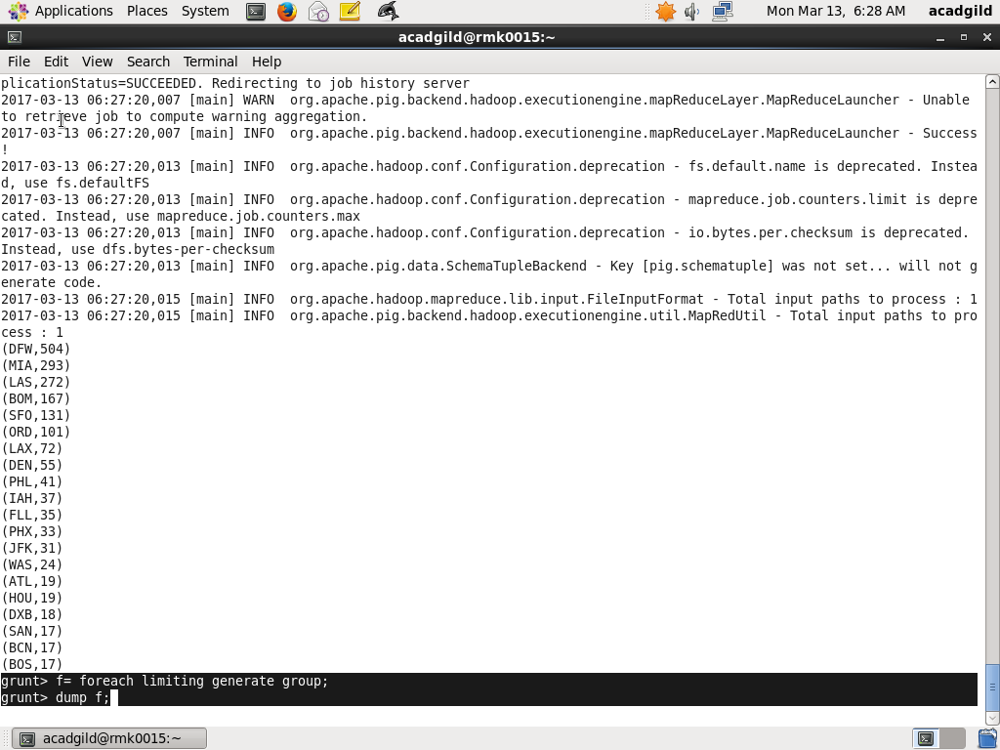 Applications Places System Mon Mar 13, 6:28 AM acadgild
acadgild@rmk0015:~
File Edit View Search Terminal Help
plicationStatus=SUCCEEDED. Redirecting to job history server
2017-03-13 06:27:20,007 [main] WARN  org.apache.pig.backend.hadoop.executionengine.mapReduceLayer.MapReduceLauncher - Unable
to retrieve job to compute warning aggregation.
2017-03-13 06:27:20,007 [main] INFO  org.apache.pig.backend.hadoop.executionengine.mapReduceLayer.MapReduceLauncher - Success
!
2017-03-13 06:27:20,013 [main] INFO  org.apache.hadoop.conf.Configuration.deprecation - fs.default.name is deprecated. Instea
d, use fs.defaultFS
2017-03-13 06:27:20,013 [main] INFO  org.apache.hadoop.conf.Configuration.deprecation - mapreduce.job.counters.limit is depre
cated. Instead, use mapreduce.job.counters.max
2017-03-13 06:27:20,013 [main] INFO  org.apache.hadoop.conf.Configuration.deprecation - io.bytes.per.checksum is deprecated.
Instead, use dfs.bytes-per-checksum
2017-03-13 06:27:20,013 [main] INFO  org.apache.pig.data.SchemaTupleBackend - Key [pig.schematuple] was not set... will not g
enerate code.
2017-03-13 06:27:20,015 [main] INFO  org.apache.hadoop.mapreduce.lib.input.FileInputFormat - Total input paths to process : 1
2017-03-13 06:27:20,015 [main] INFO  org.apache.pig.backend.hadoop.executionengine.util.MapRedUtil - Total input paths to pro
cess : 1
(DFW,504)
(MIA,293)
(LAS,272)
(BOM,167)
(SFO,131)
(ORD,101)
(LAX,72)
(DEN,55)
(PHL,41)
(IAH,37)
(FLL,35)
(PHX,33)
(JFK,31)
(WAS,24)
(ATL,19)
(HOU,19)
(DXB,18)
(SAN,17)
(BCN,17)
(BOS,17)
grunt> f= foreach limiting generate group;
grunt> dump f;
acadgild@rmk0015:~